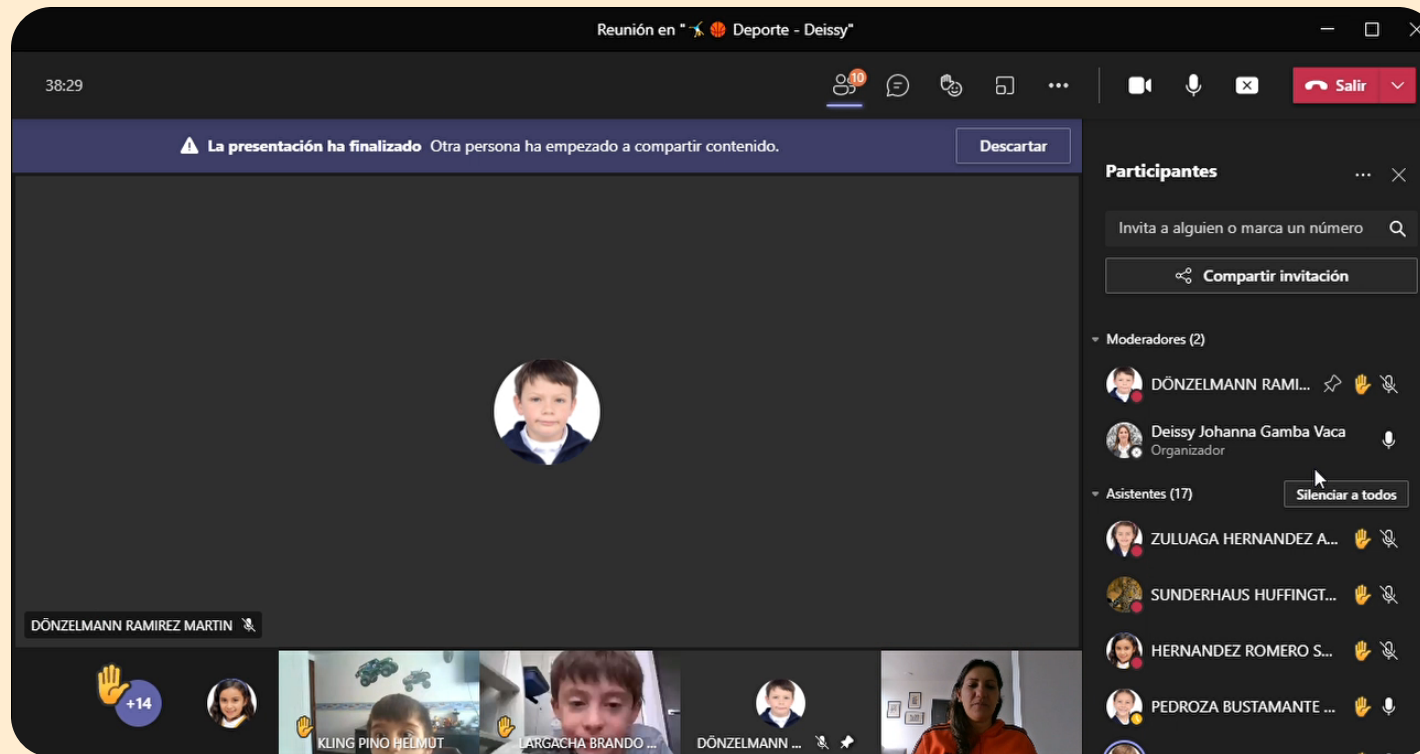 Reunión en "🤸🏀 Deporte - Deissy"
38:29
10
Salir
La presentación ha finalizado Otra persona ha empezado a compartir contenido.
Descartar
DÖNZELMANN RAMIREZ MARTIN
+14
KLING PINO HELMUT
LARGACHA BRANDO ...
DÖNZELMANN ...
Participantes
Invita a alguien o marca un número
Compartir invitación
Moderadores (2)
DÖNZELMANN RAMI...
Deissy Johanna Gamba Vaca
Organizador
Asistentes (17)
Silenciar a todos
ZULUAGA HERNANDEZ A...
SUNDERHAUS HUFFINGT...
HERNANDEZ ROMERO S...
PEDROZA BUSTAMANTE ...